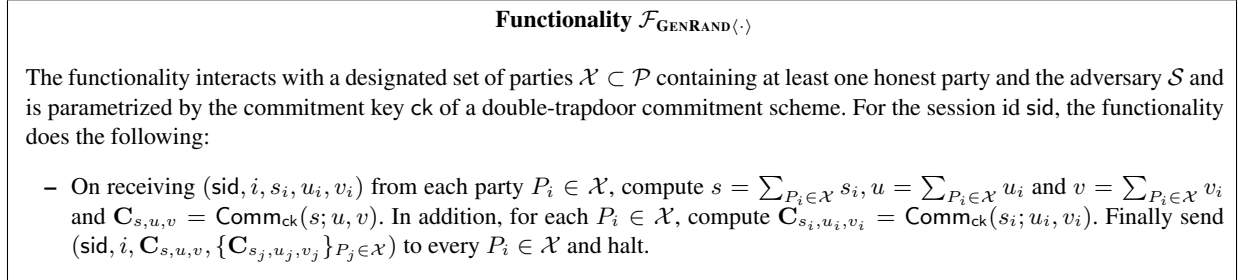 Functionality F_GENRAND⟨·⟩
The functionality interacts with a designated set of parties X ⊂ P containing at least one honest party and the adversary S and
is parametrized by the commitment key ck of a double-trapdoor commitment scheme. For the session id sid, the functionality
does the following:
– On receiving (sid, i, s_i, u_i, v_i) from each party P_i ∈ X, compute s = ∑_{P_i∈X} s_i, u = ∑_{P_i∈X} u_i and v = ∑_{P_i∈X} v_i
and C_{s,u,v} = Comm_ck(s; u, v). In addition, for each P_i ∈ X, compute C_{s_i,u_i,v_i} = Comm_ck(s_i; u_i, v_i). Finally send
(sid, i, C_{s,u,v}, {C_{s_j,u_j,v_j}}_{P_j∈X}) to every P_i ∈ X and halt.